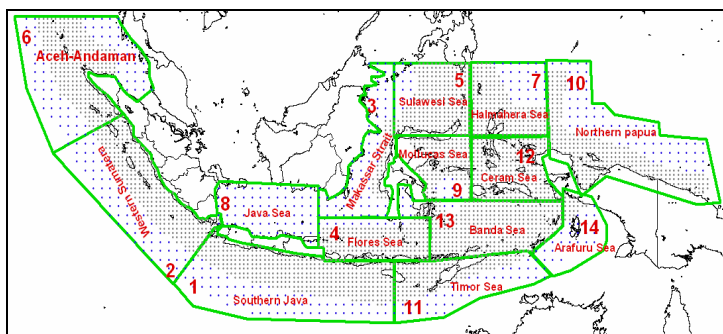 6
Aceh-Andaman
3
5
Sulawesi Sea
7
Halmahera Sea
10
Northern papua
Western Sumatera
Makassar Strait
Moluccas Sea
12
Ceram Sea
9
8
Java Sea
4
Flores Sea
13
Banda Sea
14
Arafuru Sea
2
1
Southern Java
11
Timor Sea